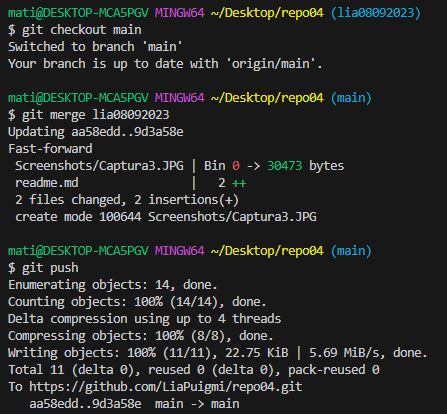 mati@DESKTOP-MCA5PGV MINGW64 ~/Desktop/repo04 (lia08092023)
$ git checkout main
Switched to branch 'main'
Your branch is up to date with 'origin/main'.
mati@DESKTOP-MCA5PGV MINGW64 ~/Desktop/repo04 (main)
$ git merge lia08092023
Updating aa58edd..9d3a58e
Fast-forward
Screenshots/Captura3.JPG | Bin 0 -> 30473 bytes
readme.md | 2 ++
2 files changed, 2 insertions(+)
create mode 100644 Screenshots/Captura3.JPG
mati@DESKTOP-MCA5PGV MINGW64 ~/Desktop/repo04 (main)
$ git push
Enumerating objects: 14, done.
Counting objects: 100% (14/14), done.
Delta compression using up to 4 threads
Compressing objects: 100% (8/8), done.
Writing objects: 100% (11/11), 22.75 KiB | 5.69 MiB/s, done.
Total 11 (delta 0), reused 0 (delta 0), pack-reused 0
To https://github.com/LiaPuigmi/repo04.git
aa58edd..9d3a58e main -> main